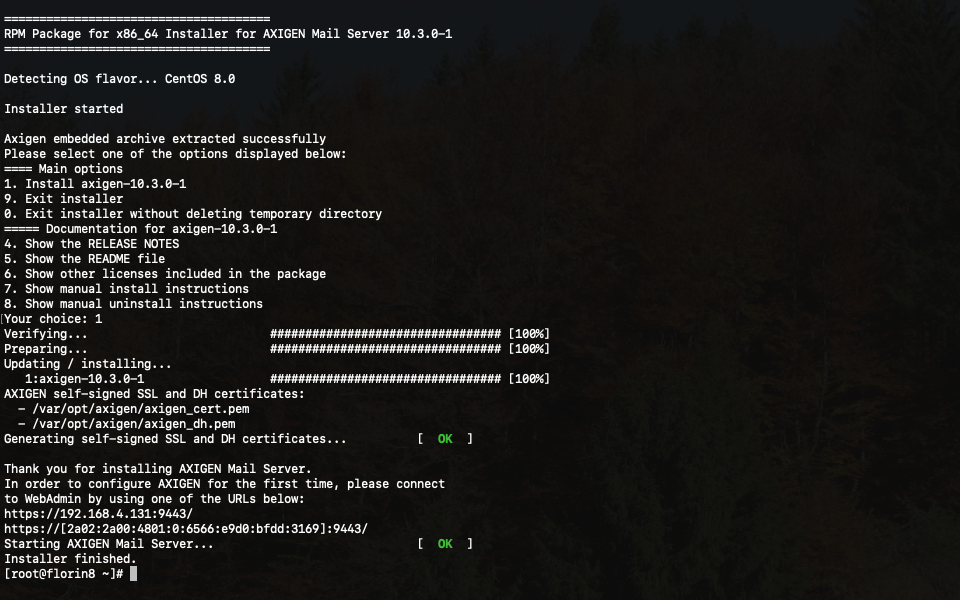 ======================================
RPM Package for x86_64 Installer for AXIGEN Mail Server 10.3.0-1
======================================
Detecting OS flavor... CentOS 8.0
Installer started
Axigen embedded archive extracted successfully
Please select one of the options displayed below:
==== Main options
1. Install axigen-10.3.0-1
9. Exit installer
0. Exit installer without deleting temporary directory
===== Documentation for axigen-10.3.0-1
4. Show the RELEASE NOTES
5. Show the README file
6. Show other licenses included in the package
7. Show manual install instructions
8. Show manual uninstall instructions
Your choice: 1
Verifying... ################################# [100%]
Preparing... ################################# [100%]
Updating / installing...
1:axigen-10.3.0-1 ################################# [100%]
AXIGEN self-signed SSL and DH certificates:
- /var/opt/axigen/axigen_cert.pem
- /var/opt/axigen/axigen_dh.pem
Generating self-signed SSL and DH certificates... [ OK ]
Thank you for installing AXIGEN Mail Server.
In order to configure AXIGEN for the first time, please connect
to WebAdmin by using one of the URLs below:
https://192.168.4.131:9443/
https://[2a02:2a00:4801:0:6566:e9d0:bfdd:3169]:9443/
Starting AXIGEN Mail Server... [ OK ]
Installer finished.
[root@florin8 ~]#